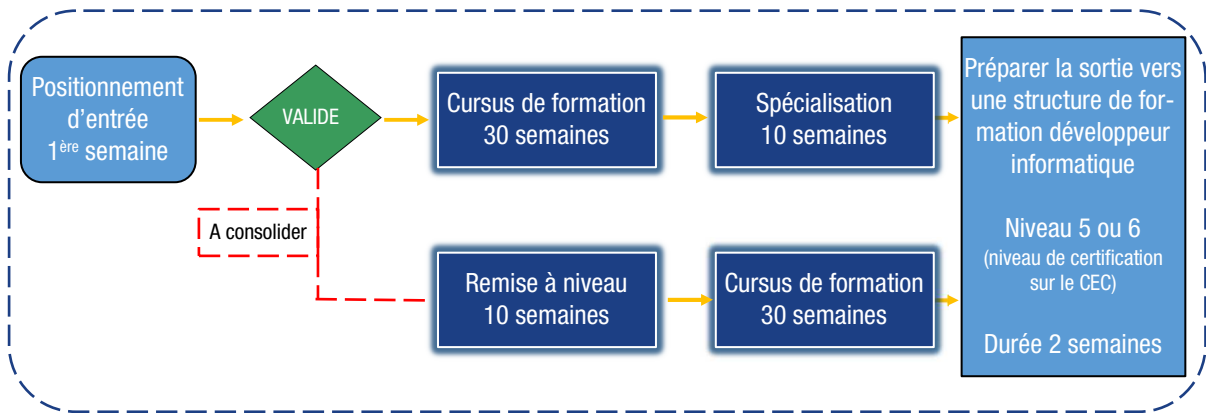 Positionnement
d'entrée
1ère semaine
VALIDE
Cursus de formation
30 semaines
Spécialisation
10 semaines
A consolider
Remise à niveau
10 semaines
Cursus de formation
30 semaines
Préparer la sortie vers
une structure de for-
mation développeur
informatique
Niveau 5 ou 6
(niveau de certification
sur le CEC)
Durée 2 semaines